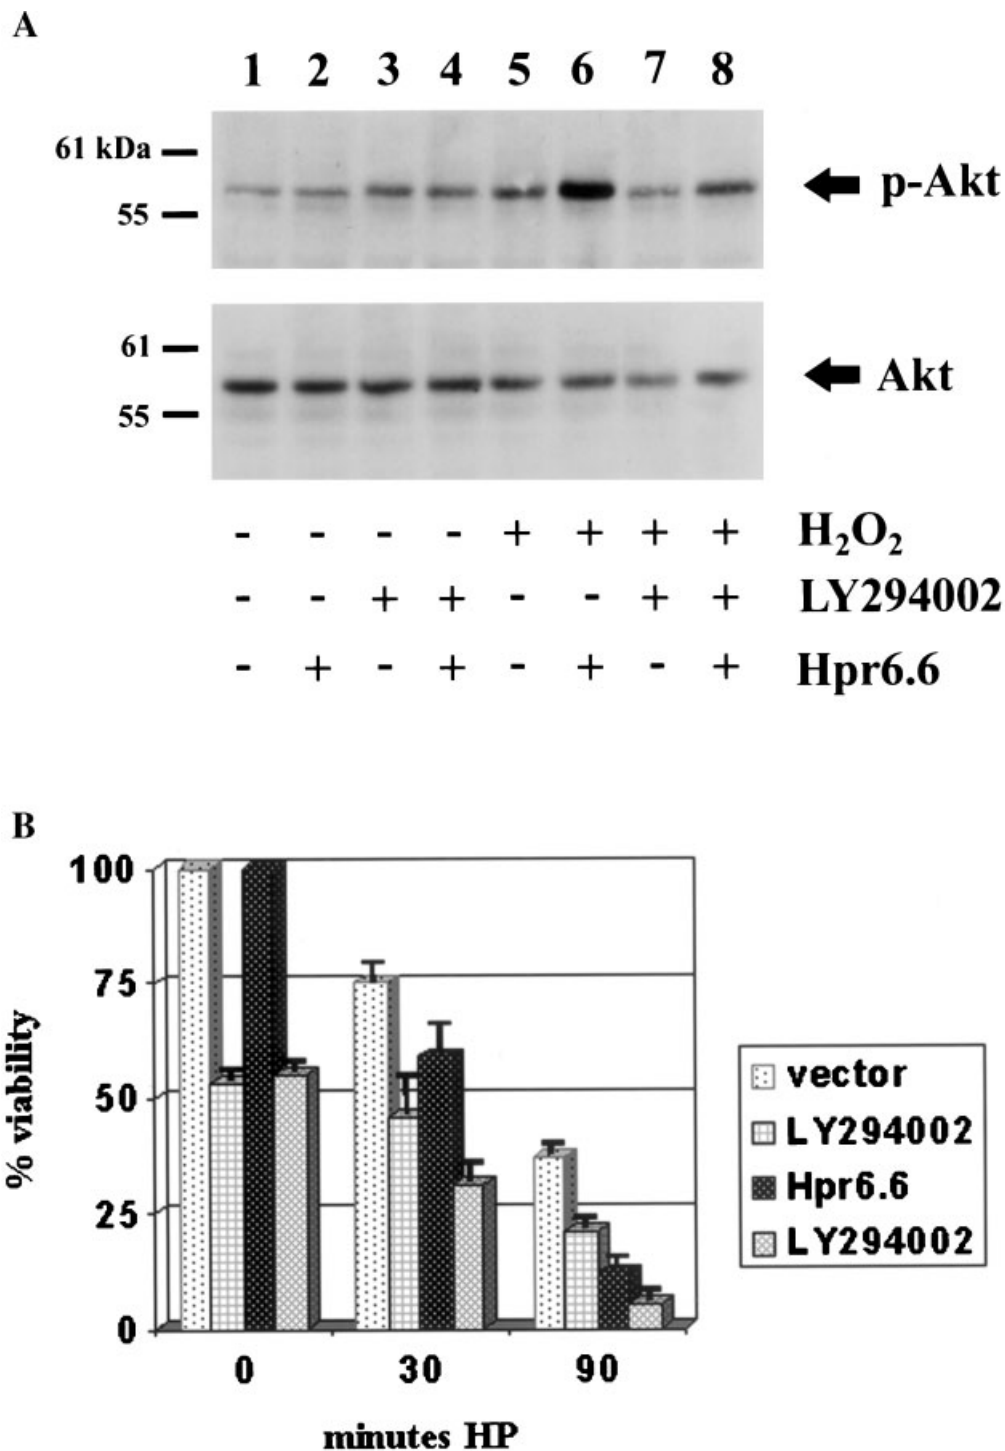 A
1 2 3 4 5 6 7 8
61 kDa
p-Akt
55
61
Akt
55
- - - - + + + + H₂O₂
- - + + - - + + LY294002
- + - + - + - + Hpr6.6
B
100
75
50
25
0
% viability
0 30 90
minutes HP
vector
LY294002
Hpr6.6
LY294002